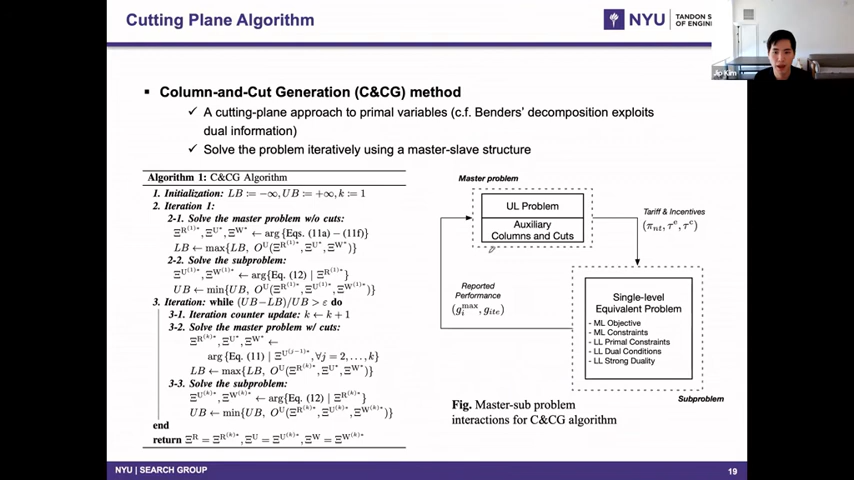 Cutting Plane Algorithm
NYU | TANDON S
OF ENGINE
Jip Kim
▪ Column-and-Cut Generation (C&CG) method
✓ A cutting-plane approach to primal variables (c.f. Benders' decomposition exploits
dual information)
✓ Solve the problem iteratively using a master-slave structure
Algorithm 1: C&CG Algorithm
1. Initialization: LB := −∞, UB := +∞, k := 1
2. Iteration 1:
2-1. Solve the master problem w/o cuts:
Ξ^{R^{(1)}*}, Ξ^{U*}, Ξ^{W*} ← arg{Eqs. (11a) − (11f)}
LB ← max{LB, O^U(Ξ^{R^{(1)}*}, Ξ^{U*}, Ξ^{W*})}
2-2. Solve the subproblem:
Ξ^{U^{(1)}*}, Ξ^{W^{(1)}*} ← arg{Eq. (12) | Ξ^{R^{(1)}*}}
UB ← min{UB, O^U(Ξ^{R^{(1)}*}, Ξ^{U^{(1)}*}, Ξ^{W^{(1)}*})}
3. Iteration: while (UB−LB)/UB > ε do
3-1. Iteration counter update: k ← k + 1
3-2. Solve the master problem w/ cuts:
Ξ^{R^{(k)}*}, Ξ^{U*}, Ξ^{W*} ←
arg{Eq. (11) | Ξ^{U^{(j−1)}*}, ∀j = 2, . . . , k}
LB ← max{LB, O^U(Ξ^{R^{(k)}*}, Ξ^{U*}, Ξ^{W*})}
3-3. Solve the subproblem:
Ξ^{U^{(k)}*}, Ξ^{W^{(k)}*} ← arg{Eq. (12) | Ξ^{R^{(k)}*}}
UB ← min{UB, O^U(Ξ^{R^{(k)}*}, Ξ^{U^{(k)}*}, Ξ^{W^{(k)}*})}
end
return Ξ^R = Ξ^{R^{(k)}*}, Ξ^U = Ξ^{U^{(k)}*}, Ξ^W = Ξ^{W^{(k)}*}
Master problem
UL Problem
Auxiliary
Columns and Cuts
Tariff & Incentives
(π_{nt}, τ^e, τ^c)
Reported
Performance
(g_i^{max}, g_{ite})
Single-level
Equivalent Problem
- ML Objective
- ML Constraints
- LL Primal Constraints
- LL Dual Conditions
- LL Strong Duality
Subproblem
Fig. Master-sub problem
interactions for C&CG algorithm
NYU | SEARCH GROUP
19